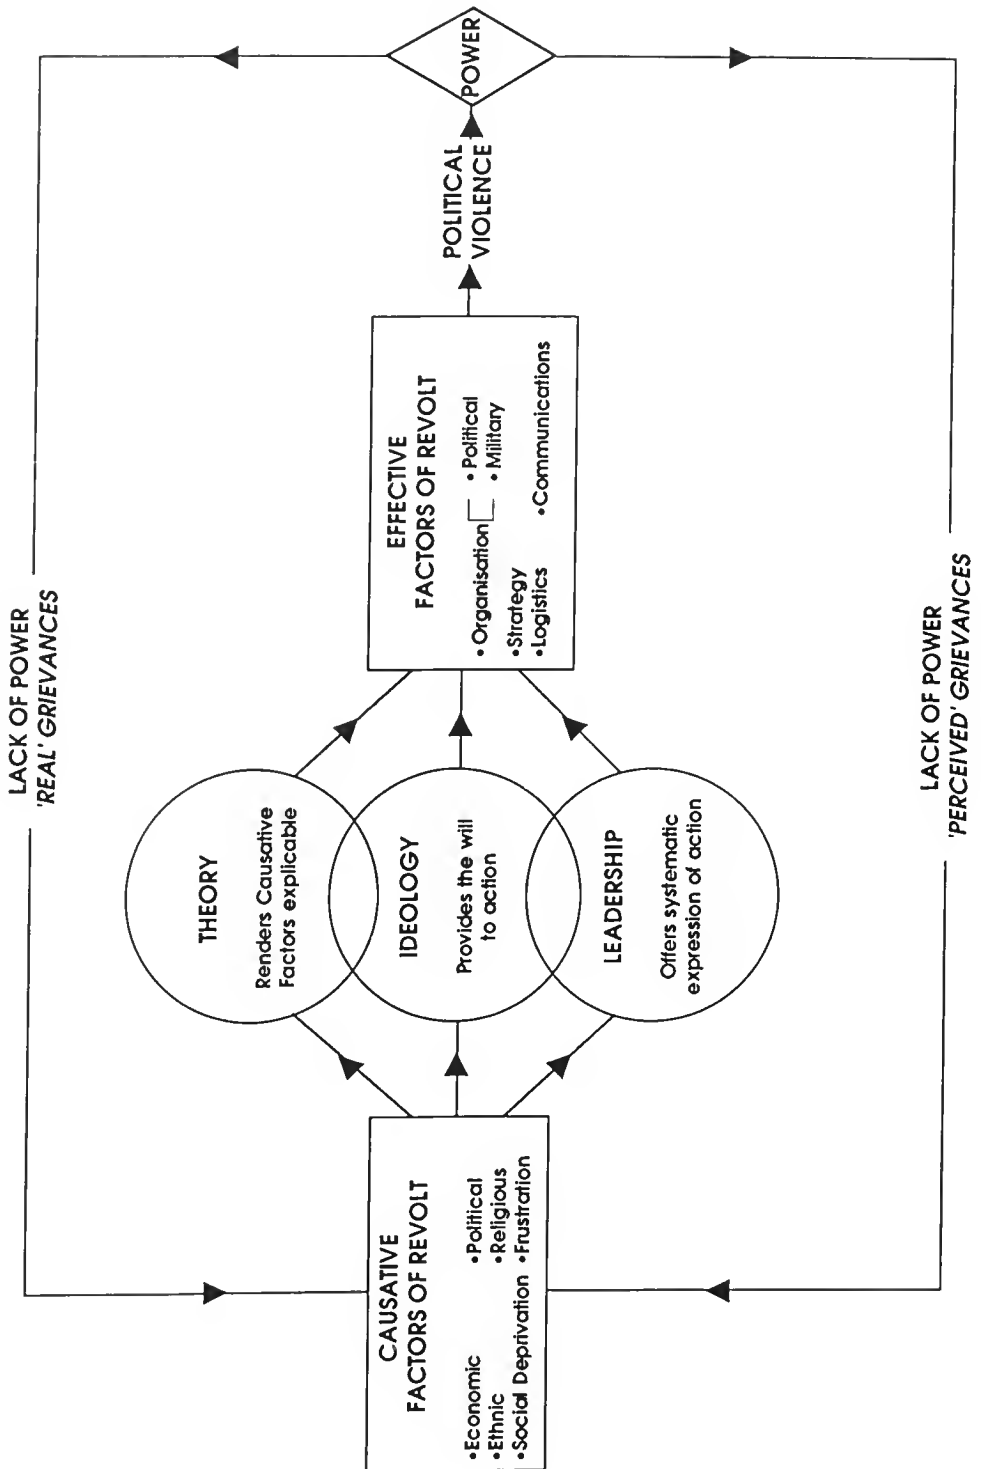 LACK OF POWER
'REAL' GRIEVANCES
CAUSATIVE
FACTORS OF REVOLT
•Economic •Political
•Ethnic •Religious
•Social Deprivation •Frustration
THEORY
Renders Causative
Factors explicable
IDEOLOGY
Provides the will
to action
LEADERSHIP
Offers systematic
expression of action
EFFECTIVE
FACTORS OF REVOLT
•Organisation •Political
•Military
•Strategy
•Logistics •Communications
POLITICAL
VIOLENCE
POWER
LACK OF POWER
'PERCEIVED' GRIEVANCES